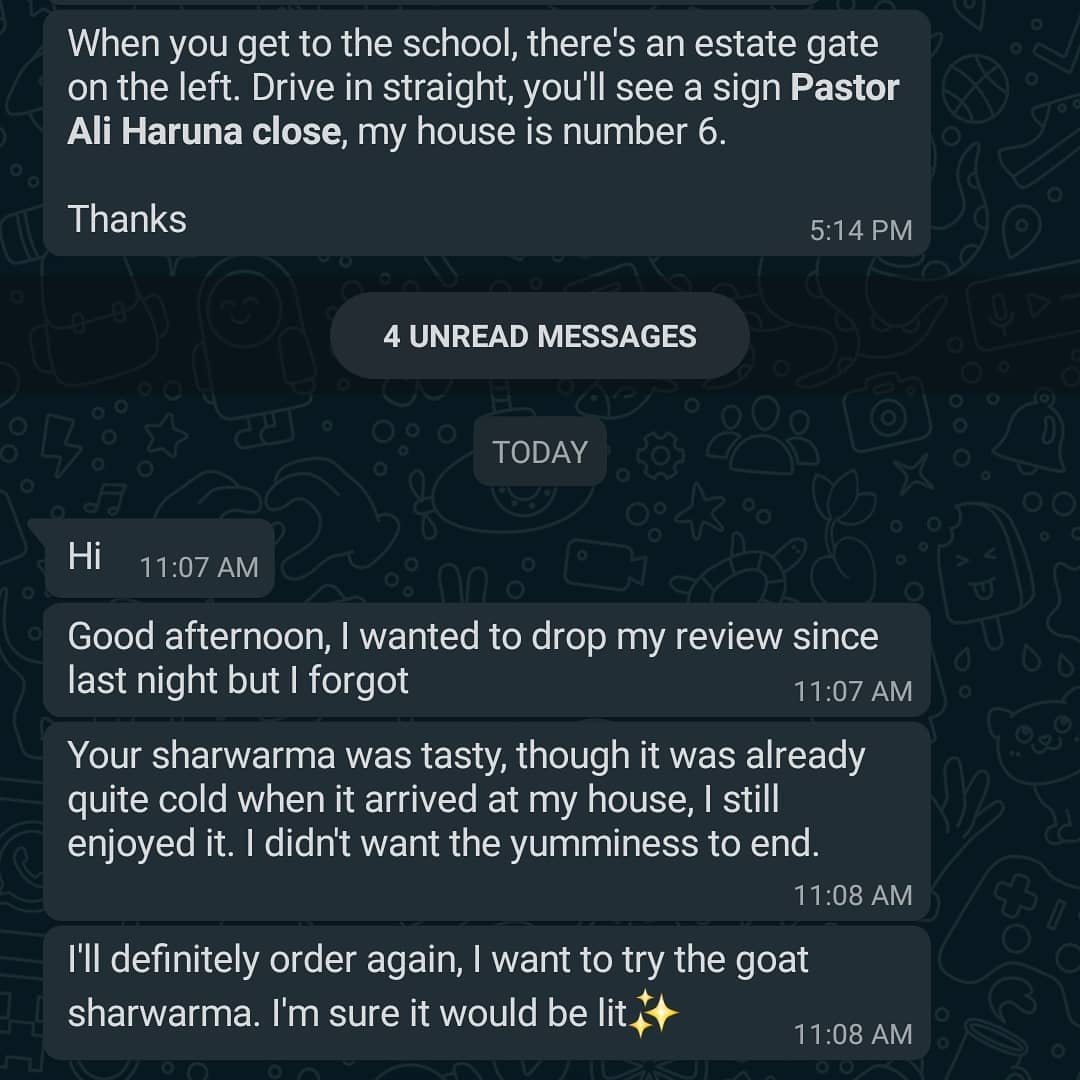 When you get to the school, there's an estate gate
on the left. Drive in straight, you'll see a sign Pastor
Ali Haruna close, my house is number 6.
Thanks
5:14 PM
4 UNREAD MESSAGES
TODAY
Hi 11:07 AM
Good afternoon, I wanted to drop my review since
last night but I forgot
11:07 AM
Your sharwarma was tasty, though it was already
quite cold when it arrived at my house, I still
enjoyed it. I didn't want the yumminess to end.
11:08 AM
I'll definitely order again, I want to try the goat
sharwarma. I'm sure it would be lit✨
11:08 AM